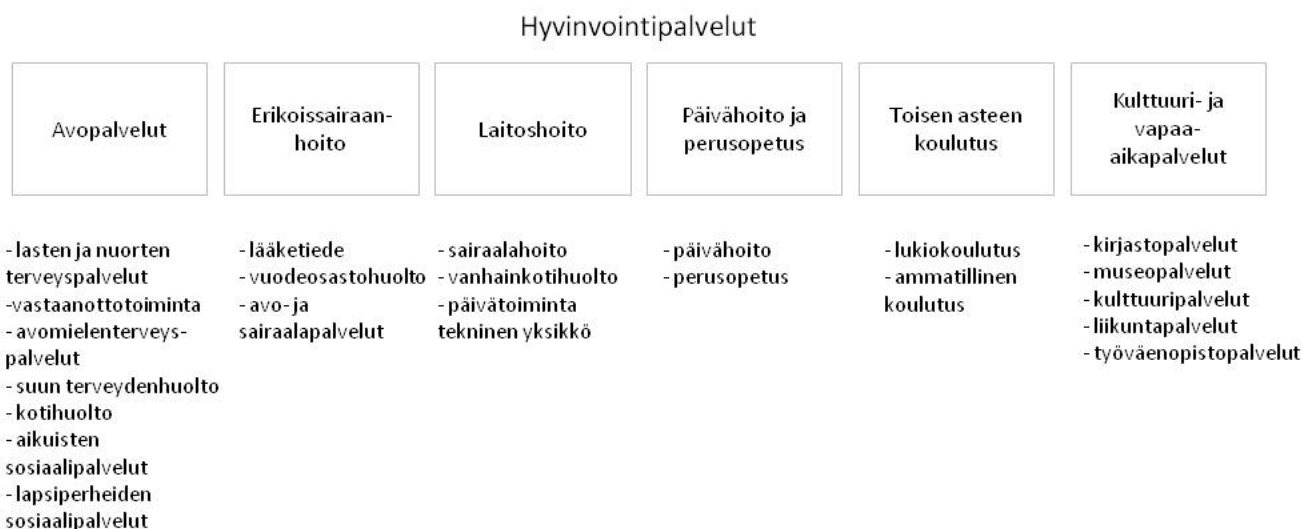 Hyvinvointipalvelut
Avopalvelut
Erikoissairaan-
hoito
Laitoshoito
Päivähoito ja
perusopetus
Toisen asteen
koulutus
Kulttuuri- ja
vapaa-
aikapalvelut
- lasten ja nuorten
terveyspalvelut
-vastaanottotoiminta
- avomielenterveys-
palvelut
- suun terveydenhuolto
- kotihuolto
- aikuisten
sosiaalipalvelut
- lapsiperheiden
sosiaalipalvelut
- lääketiede
- vuodeosastohuolto
- avo- ja
sairaalapalvelut
- sairaalahoito
- vanhainkotihuolto
- päivätoiminta
tekninen yksikkö
- päivähoito
- perusopetus
- lukiokoulutus
- ammatillinen
koulutus
- kirjastopalvelut
- museopalvelut
- kulttuuripalvelut
- liikuntapalvelut
- työväenopistopalvelut